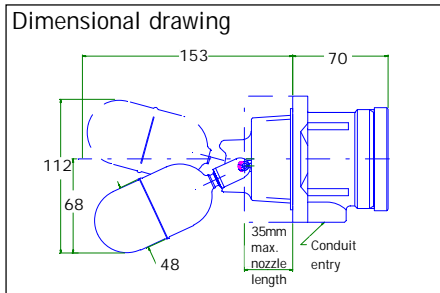 Dimensional drawing
153
70
112
68
48
35mm
max.
nozzle
length
Conduit
entry